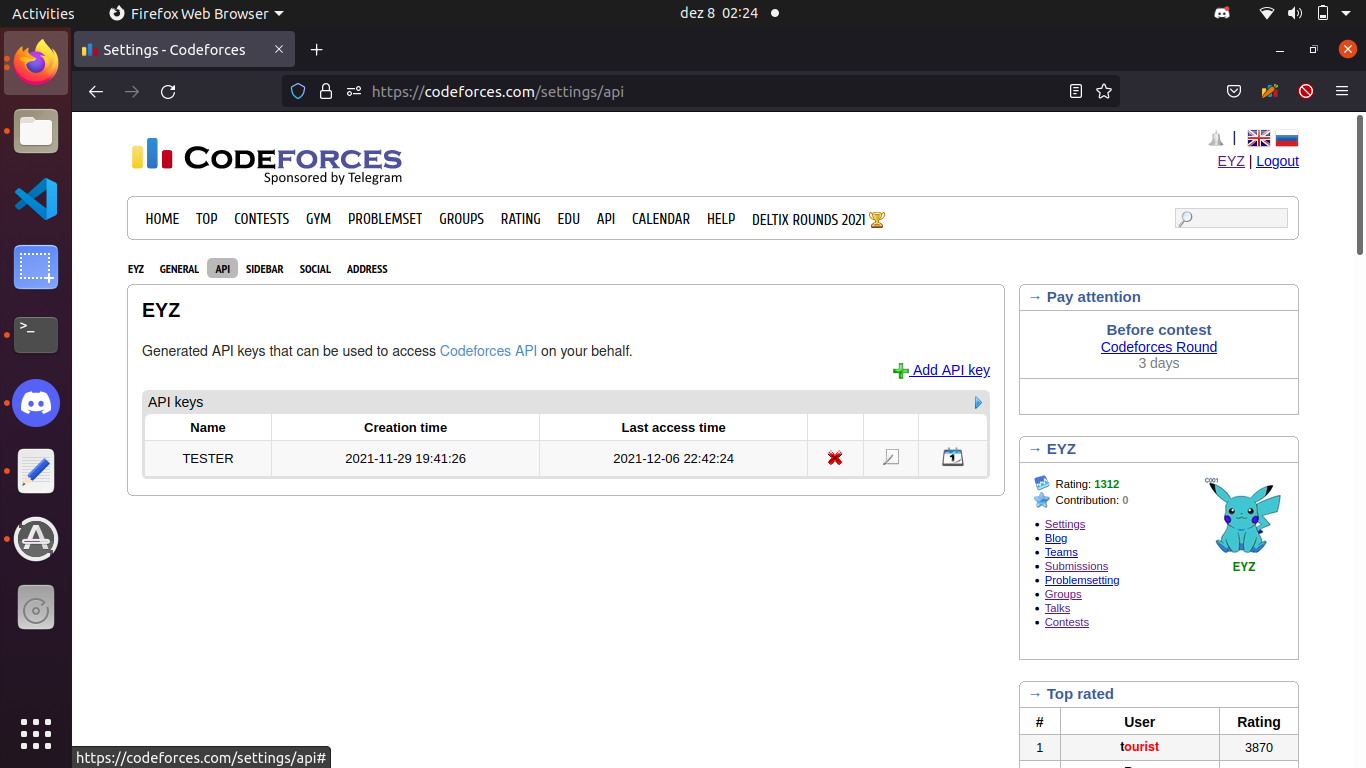 Activities
Firefox Web Browser
dez 8 02:24
Settings - Codeforces
https://codeforces.com/settings/api
CODEFORCES
Sponsored by Telegram
EYZ | Logout
HOME TOP CONTESTS GYM PROBLEMSET GROUPS RATING EDU API CALENDAR HELP DELTIX ROUNDS 2021
EYZ GENERAL API SIDEBAR SOCIAL ADDRESS
EYZ
Generated API keys that can be used to access Codeforces API on your behalf.
Add API key
API keys
Name Creation time Last access time
TESTER 2021-11-29 19:41:26 2021-12-06 22:42:24
1
→ Pay attention
Before contest
Codeforces Round
3 days
→ EYZ
Rating: 1312
Contribution: 0
Settings
Blog
Teams
Submissions
Problemsetting
Groups
Talks
Contests
C001
EYZ
→ Top rated
# User Rating
1 tourist 3870
https://codeforces.com/settings/api#